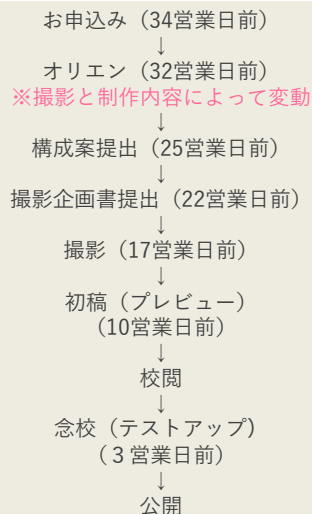 お申込み（34営業日前）
↓
オリエン（32営業日前）
※撮影と制作内容によって変動
↓
構成案提出（25営業日前）
↓
撮影企画書提出（22営業日前）
↓
撮影（17営業日前）
↓
初稿（プレビュー）
（10営業日前）
↓
校閲
↓
念校（テストアップ)
（３営業日前）
↓
公開